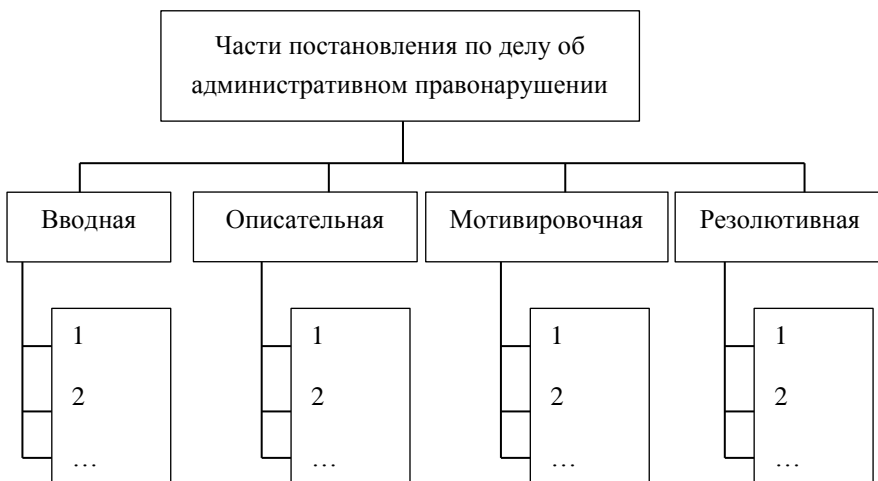 Части постановления по делу об
административном правонарушении
Вводная
Описательная
Мотивировочная
Резолютивная
1
2
…
1
2
…
1
2
…
1
2
…